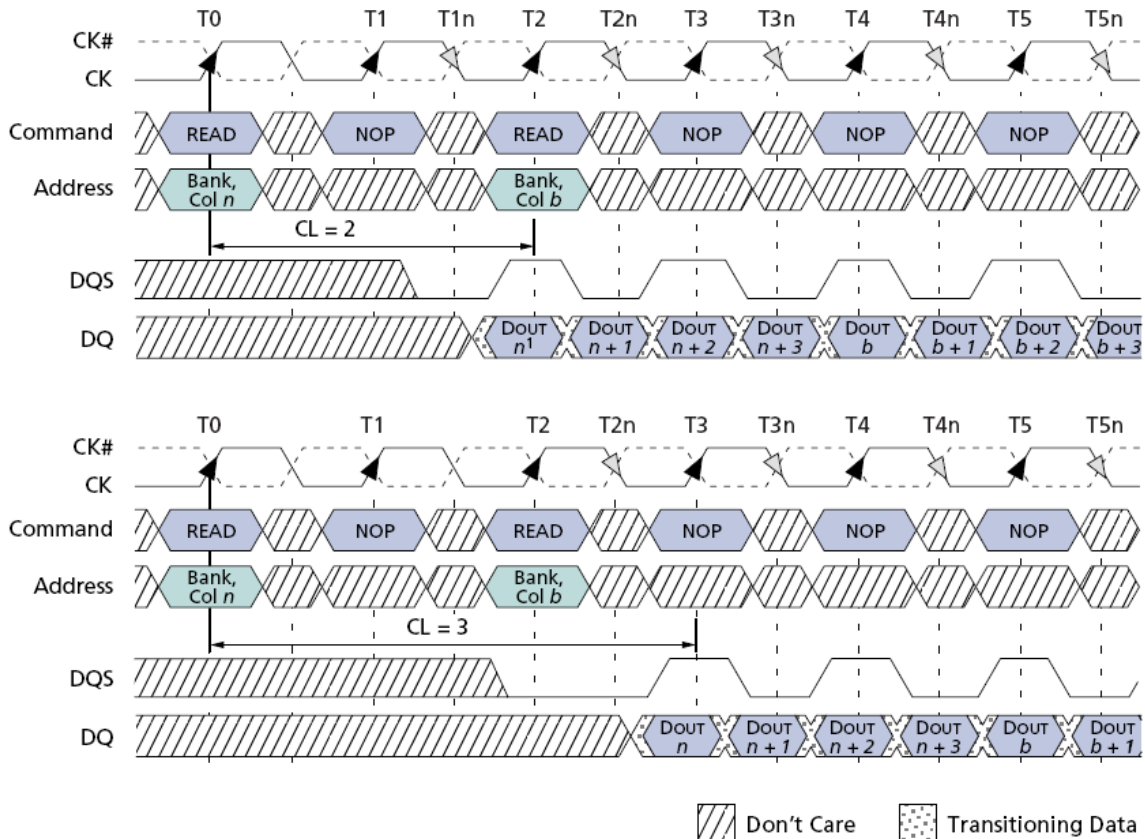 T0 T1 T1n T2 T2n T3 T3n T4 T4n T5 T5n
CK#
CK
Command READ NOP READ NOP NOP NOP
Address Bank, Col n Bank, Col b
CL = 2
DQS
DQ DOUT n¹ DOUT n + 1 DOUT n + 2 DOUT n + 3 DOUT b DOUT b + 1 DOUT b + 2 DOUT b + 3
T0 T1 T2 T2n T3 T3n T4 T4n T5 T5n
CK#
CK
Command READ NOP READ NOP NOP NOP
Address Bank, Col n Bank, Col b
CL = 3
DQS
DQ DOUT n DOUT n + 1 DOUT n + 2 DOUT n + 3 DOUT b DOUT b + 1
Don't Care Transitioning Data